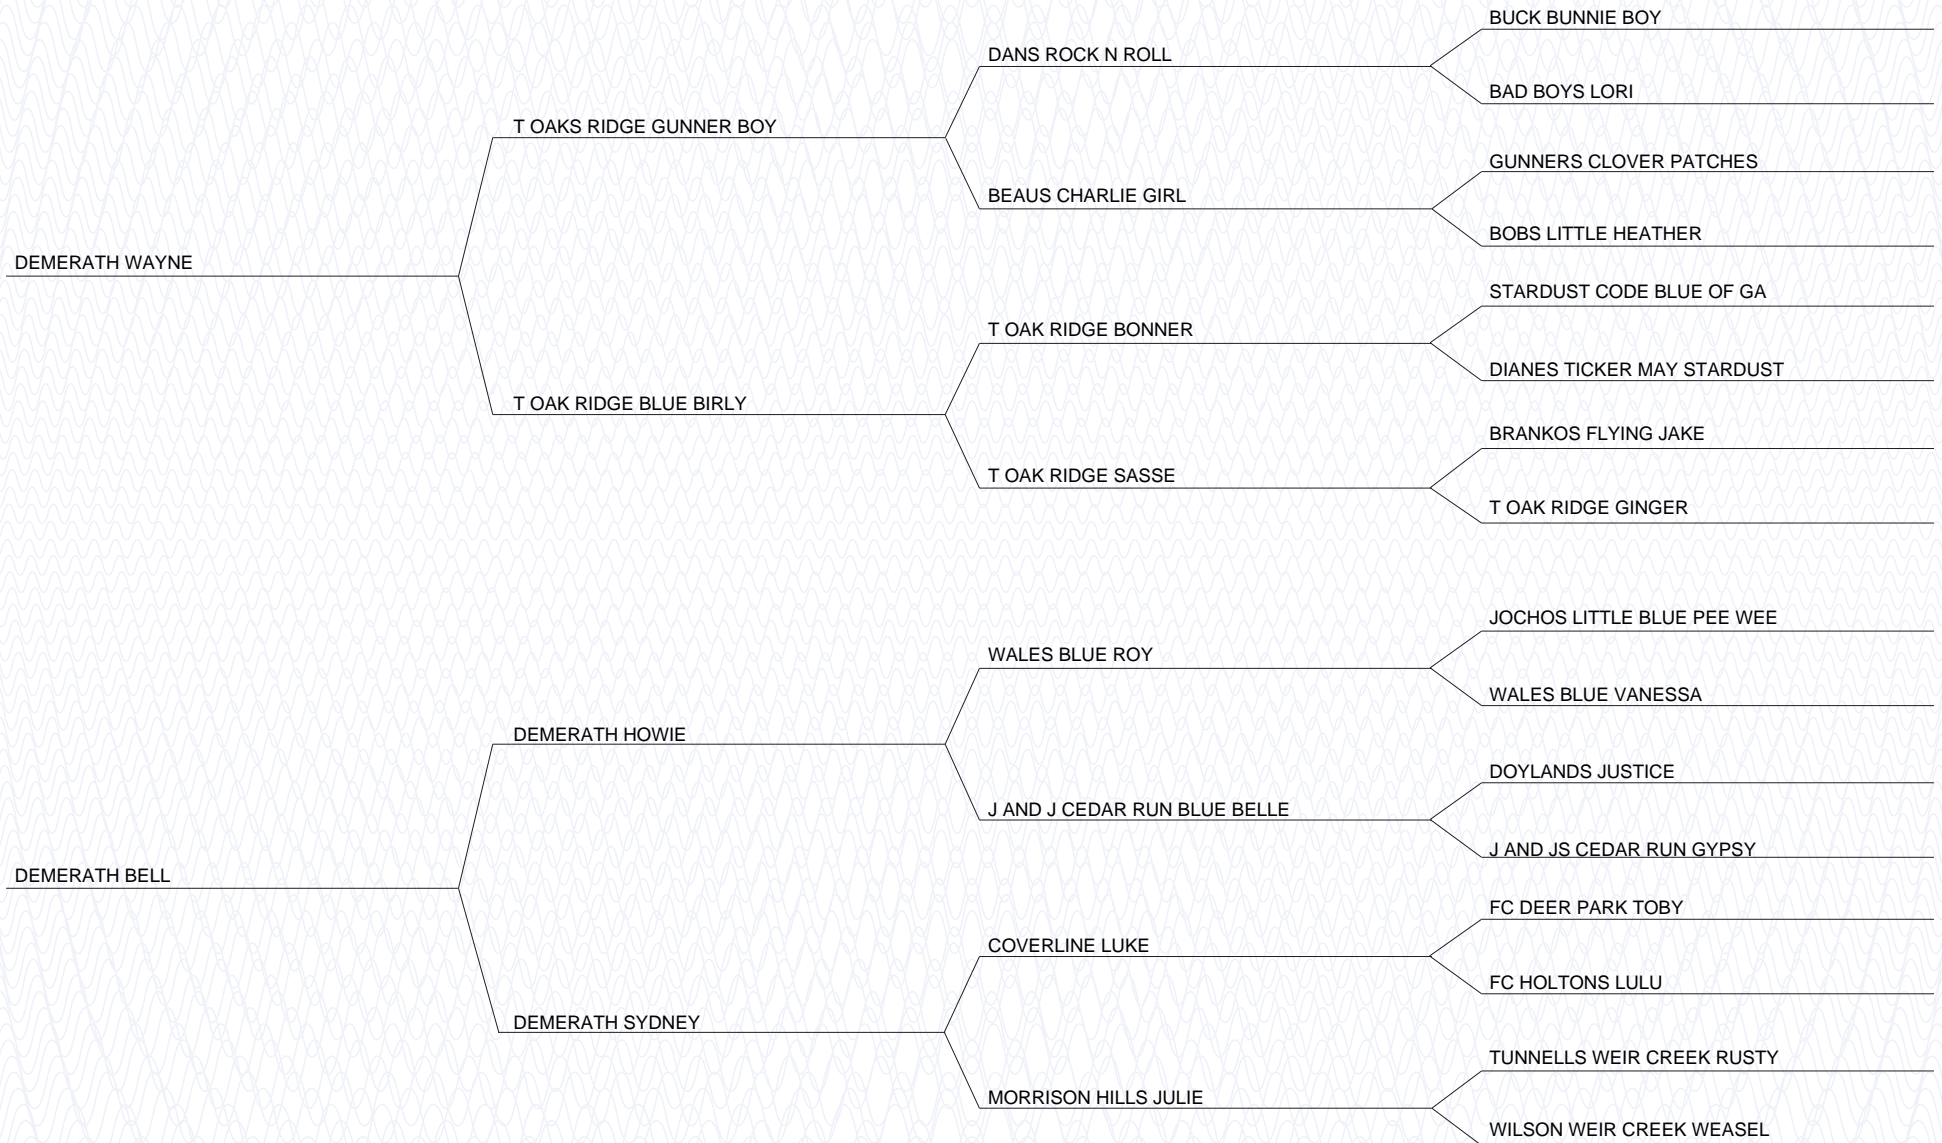 BUCK BUNNIE BOY
DANS ROCK N ROLL
BAD BOYS LORI
T OAKS RIDGE GUNNER BOY
GUNNERS CLOVER PATCHES
BEAUS CHARLIE GIRL
BOBS LITTLE HEATHER
DEMERATH WAYNE
STARDUST CODE BLUE OF GA
T OAK RIDGE BONNER
DIANES TICKER MAY STARDUST
T OAK RIDGE BLUE BIRLY
BRANKOS FLYING JAKE
T OAK RIDGE SASSE
T OAK RIDGE GINGER
JOCHOS LITTLE BLUE PEE WEE
WALES BLUE ROY
WALES BLUE VANESSA
DEMERATH HOWIE
DOYLANDS JUSTICE
J AND J CEDAR RUN BLUE BELLE
J AND JS CEDAR RUN GYPSY
DEMERATH BELL
FC DEER PARK TOBY
COVERLINE LUKE
FC HOLTONS LULU
DEMERATH SYDNEY
TUNNELLS WEIR CREEK RUSTY
MORRISON HILLS JULIE
WILSON WEIR CREEK WEASEL